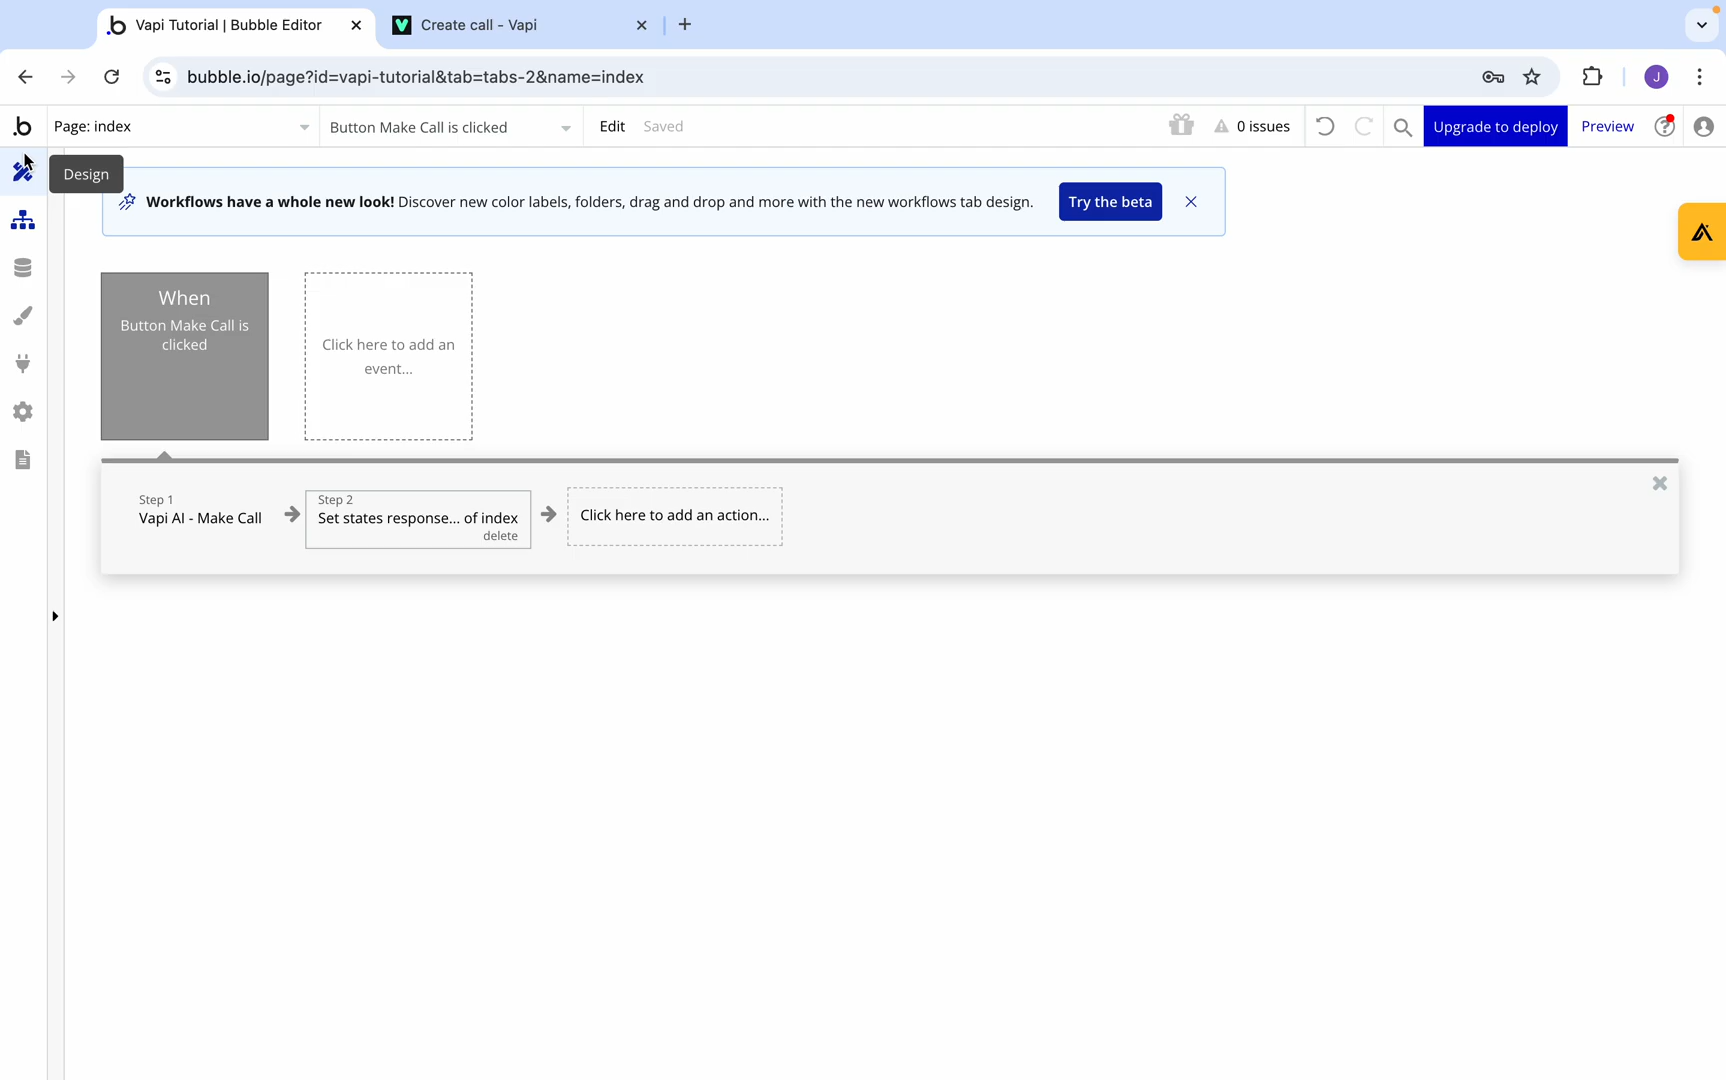 Vapi Tutorial | Bubble Editor
Create call - Vapi
bubble.io/page?id=vapi-tutorial&tab=tabs-2&name=index
J
b
Page: index
Button Make Call is clicked
Edit
Saved
0 issues
Upgrade to deploy
Preview
Design
Workflows have a whole new look! Discover new color labels, folders, drag and drop and more with the new workflows tab design.
Try the beta
When
Button Make Call is
clicked
Click here to add an
event...
Step 1
Vapi AI - Make Call
Step 2
Set states response... of index
delete
Click here to add an action...